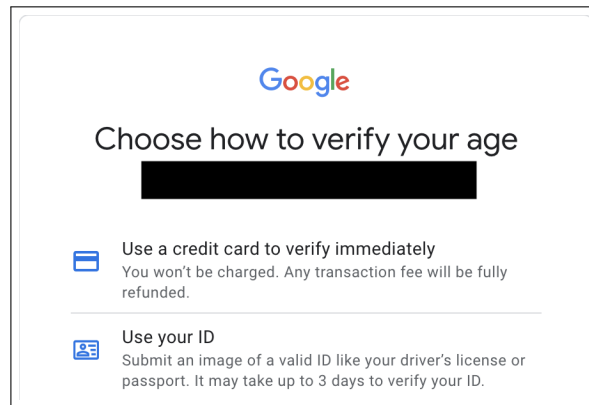 Google
Choose how to verify your age
Use a credit card to verify immediately
You won't be charged. Any transaction fee will be fully
refunded.
Use your ID
Submit an image of a valid ID like your driver's license or
passport. It may take up to 3 days to verify your ID.